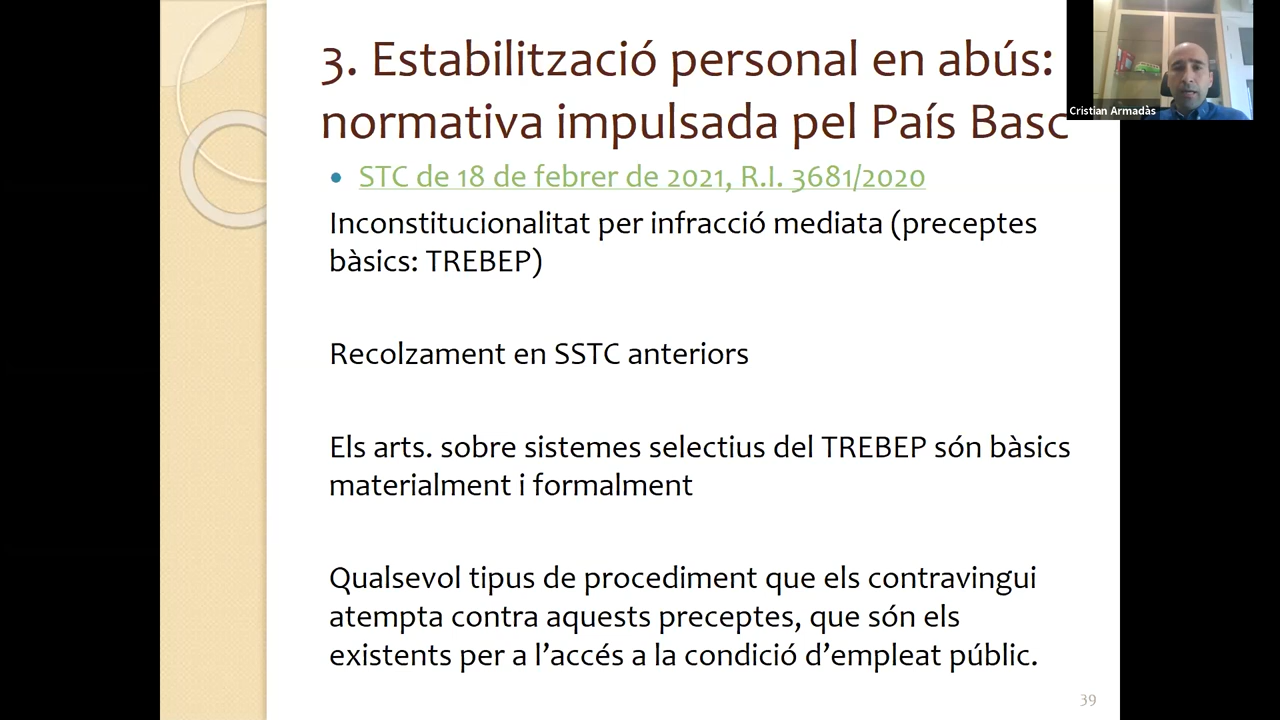 3. Estabilització personal en abús:
normativa impulsada pel País Basc
Cristian Armadàs
• STC de 18 de febrer de 2021, R.I. 3681/2020
Inconstitucionalitat per infracció mediata (preceptes
bàsics: TREBEP)
Recolzament en SSTC anteriors
Els arts. sobre sistemes selectius del TREBEP són bàsics
materialment i formalment
Qualsevol tipus de procediment que els contravingui
atempta contra aquests preceptes, que són els
existents per a l’accés a la condició d’empleat públic.
39